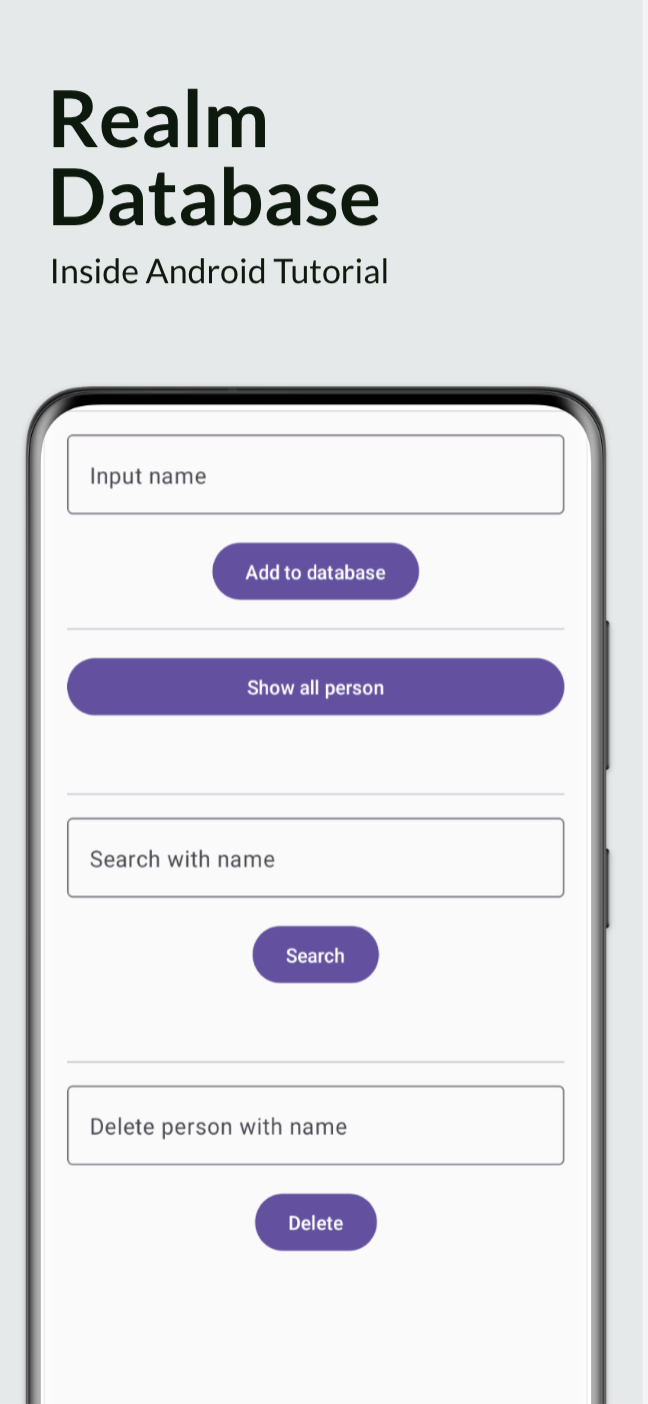 Realm
Database
Inside Android Tutorial
Input name
Add to database
Show all person
Search with name
Search
Delete person with name
Delete